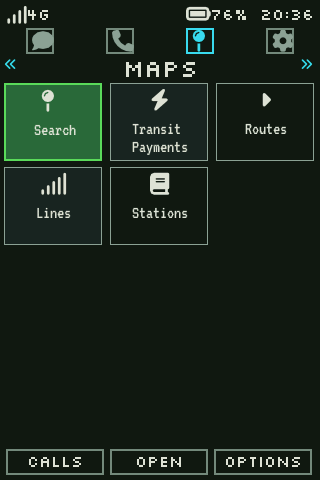 4G 76% 20:36
« »
MAPS
Search
Transit
Payments
Routes
Lines
Stations
CALLS OPEN OPTIONS